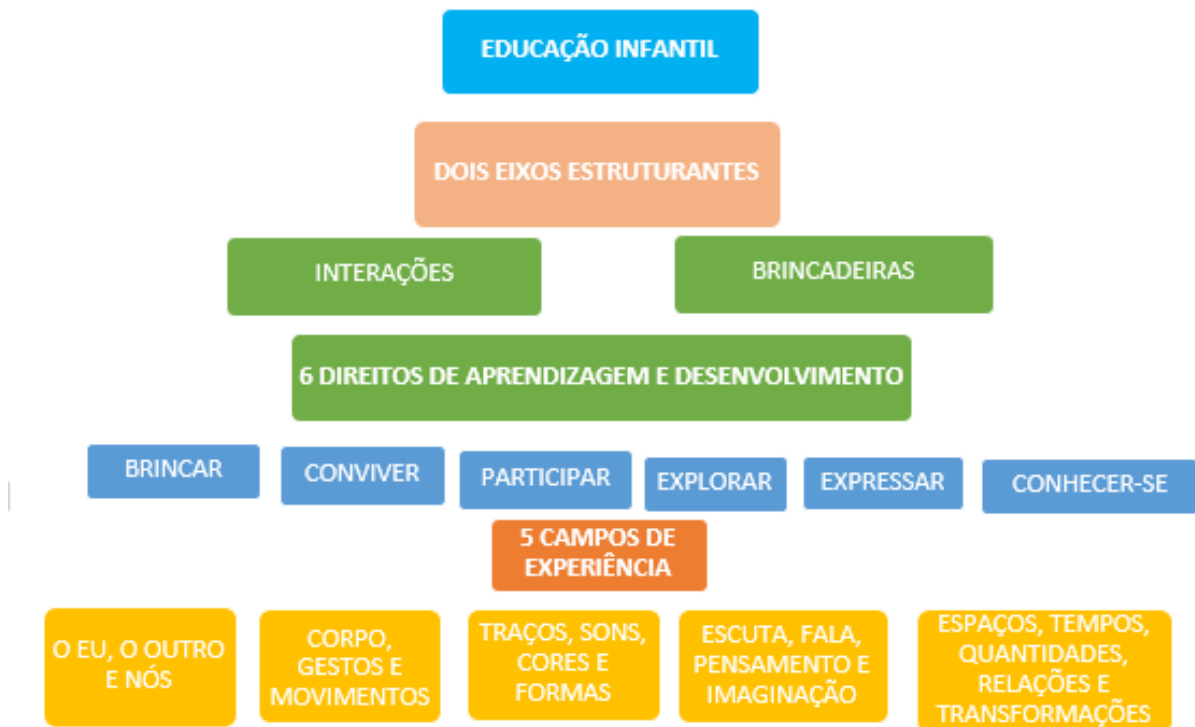 EDUCAÇÃO INFANTIL
DOIS EIXOS ESTRUTURANTES
INTERAÇÕES
BRINCADEIRAS
6 DIREITOS DE APRENDIZAGEM E DESENVOLVIMENTO
BRINCAR
CONVIVER
PARTICIPAR
EXPLORAR
EXPRESSAR
CONHECER-SE
5 CAMPOS DE
EXPERIÊNCIA
O EU, O OUTRO
E NÓS
CORPO,
GESTOS E
MOVIMENTOS
TRAÇOS, SONS,
CORES E
FORMAS
ESCUTA, FALA,
PENSAMENTO E
IMAGINAÇÃO
ESPAÇOS, TEMPOS,
QUANTIDADES,
RELAÇÕES E
TRANSFORMAÇÕES